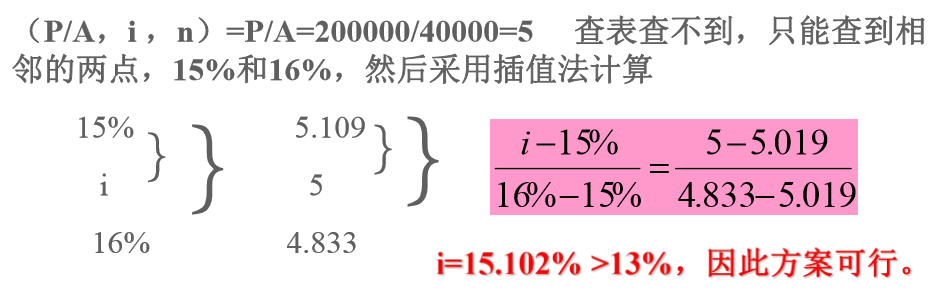 （P/A，i，n）=P/A=200000/40000=5 查表查不到，只能查到相
邻的两点，15%和16%，然后采用插值法计算
15% 5.109
i 5
16% 4.833
i−15% / 16%−15% = 5−5.019 / 4.833−5.019
i=15.102% >13%，因此方案可行。